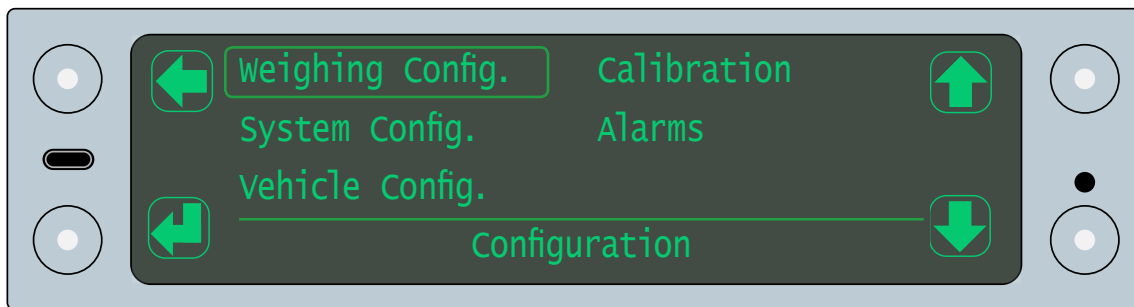 Weighing Config. Calibration
System Config. Alarms
Vehicle Config.
Configuration